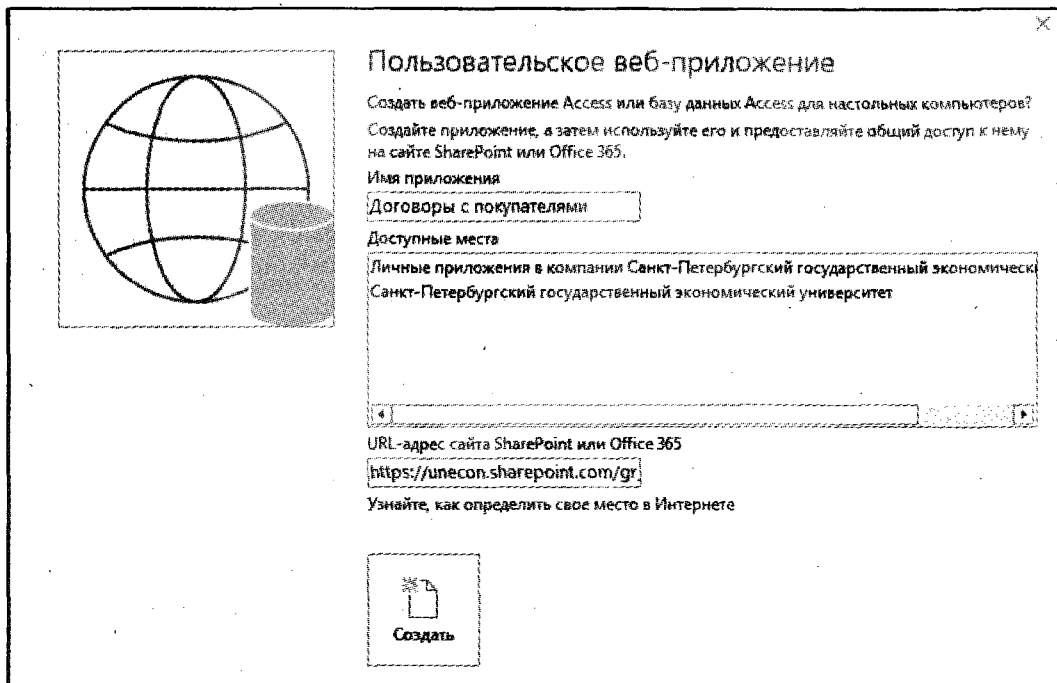 Пользовательское веб-приложение
Создать веб-приложение Access или базу данных Access для настольных компьютеров?
Создайте приложение, а затем используйте его и предоставляйте общий доступ к нему
на сайте SharePoint или Office 365.
Имя приложения
Договоры с покупателями
Доступные места
Личные приложения в компании Санкт-Петербургский государственный экономическ
Санкт-Петербургский государственный экономический университет
URL-адрес сайта SharePoint или Office 365
https://unecon.sharepoint.com/gr
Узнайте, как определить свое место в Интернете
Создать